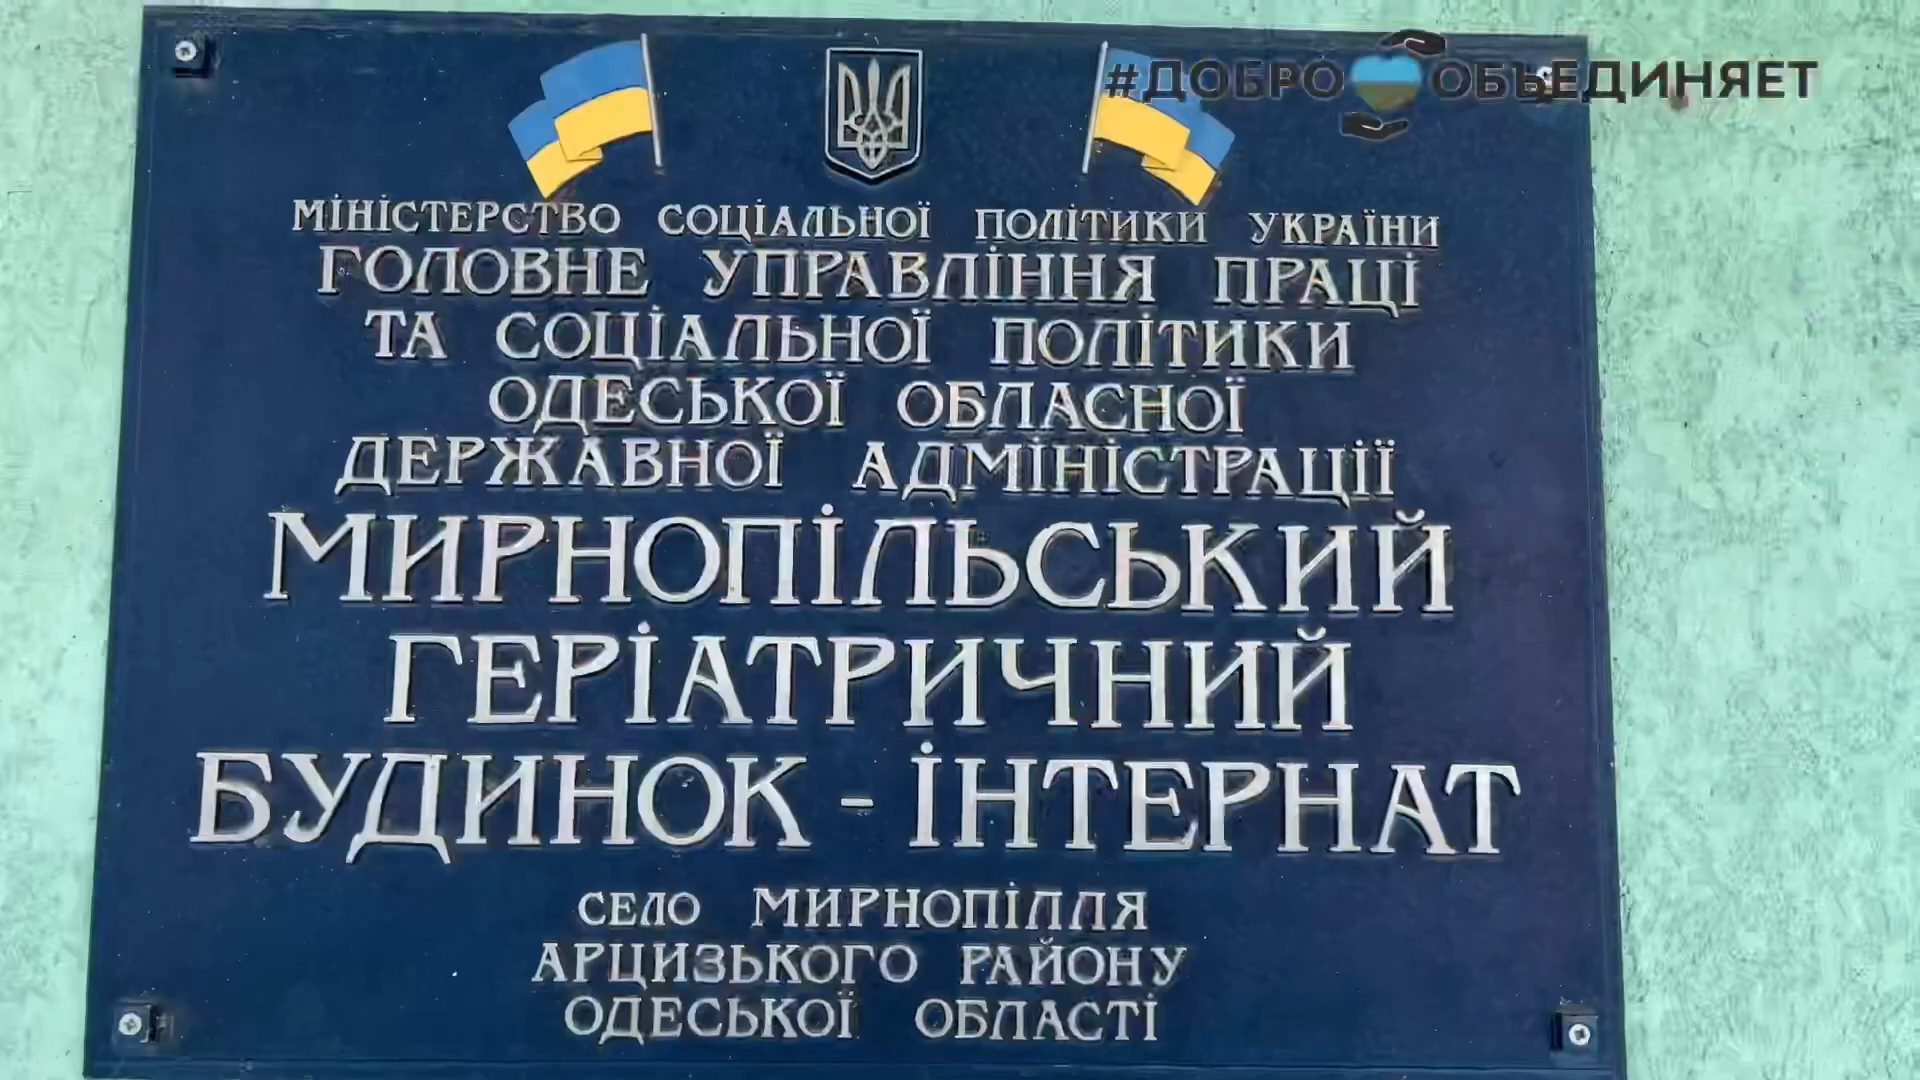 #ДОБРО ОБЪЕДИНЯЕТ
МІНІСТЕРСТВО СОЦІАЛЬНОЇ ПОЛІТИКИ УКРАЇНИ
ГОЛОВНЕ УПРАВЛІННЯ ПРАЦІ
ТА СОЦІАЛЬНОЇ ПОЛІТИКИ
ОДЕСЬКОЇ ОБЛАСНОЇ
ДЕРЖАВНОЇ АДМІНІСТРАЦІЇ
МИРНОПІЛЬСЬКИЙ
ГЕРІАТРИЧНИЙ
БУДИНОК - ІНТЕРНАТ
СЕЛО МИРНОПІЛЛЯ
АРЦИЗЬКОГО РАЙОНУ
ОДЕСЬКОЇ ОБЛАСТІ